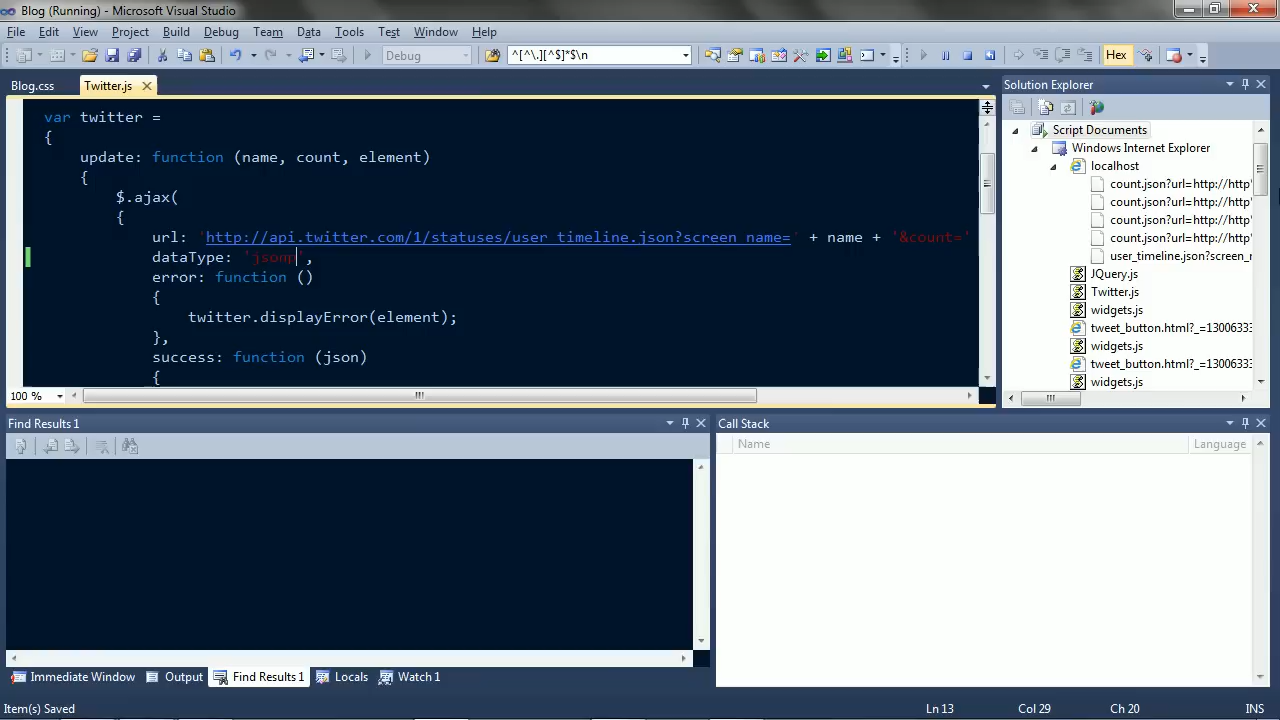 Blog (Running) - Microsoft Visual Studio
File Edit View Project Build Debug Team Data Tools Test Window Help
Debug ^[^\.][^$]*$\n Hex
Blog.css Twitter.js
var twitter =
{
update: function (name, count, element)
{
$.ajax(
{
url: 'http://api.twitter.com/1/statuses/user_timeline.json?screen_name=' + name + '&count='
dataType: 'jsonp',
error: function ()
{
twitter.displayError(element);
},
success: function (json)
{
100 %
Solution Explorer
Script Documents
Windows Internet Explorer
localhost
count.json?url=http://http'
count.json?url=http://http'
count.json?url=http://http'
count.json?url=http://http'
user_timeline.json?screen_r
JQuery.js
Twitter.js
widgets.js
tweet_button.html?_=13006333
widgets.js
tweet_button.html?_=13006333
widgets.js
Find Results 1
Call Stack
Name Language
Immediate Window Output Find Results 1 Locals Watch 1
Item(s) Saved Ln 13 Col 29 Ch 20 INS